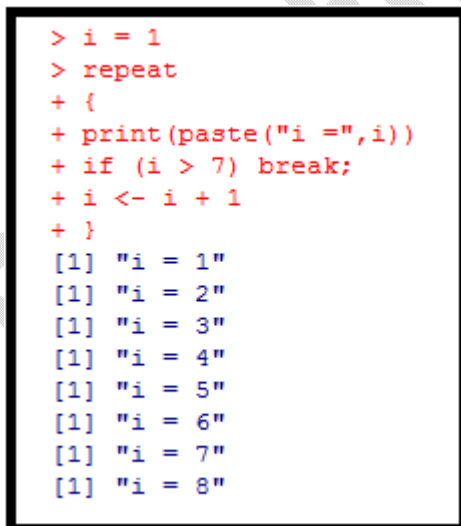 > i = 1
> repeat
+ {
+ print(paste("i =",i))
+ if (i > 7) break;
+ i <- i + 1
+ }
[1] "i = 1"
[1] "i = 2"
[1] "i = 3"
[1] "i = 4"
[1] "i = 5"
[1] "i = 6"
[1] "i = 7"
[1] "i = 8"